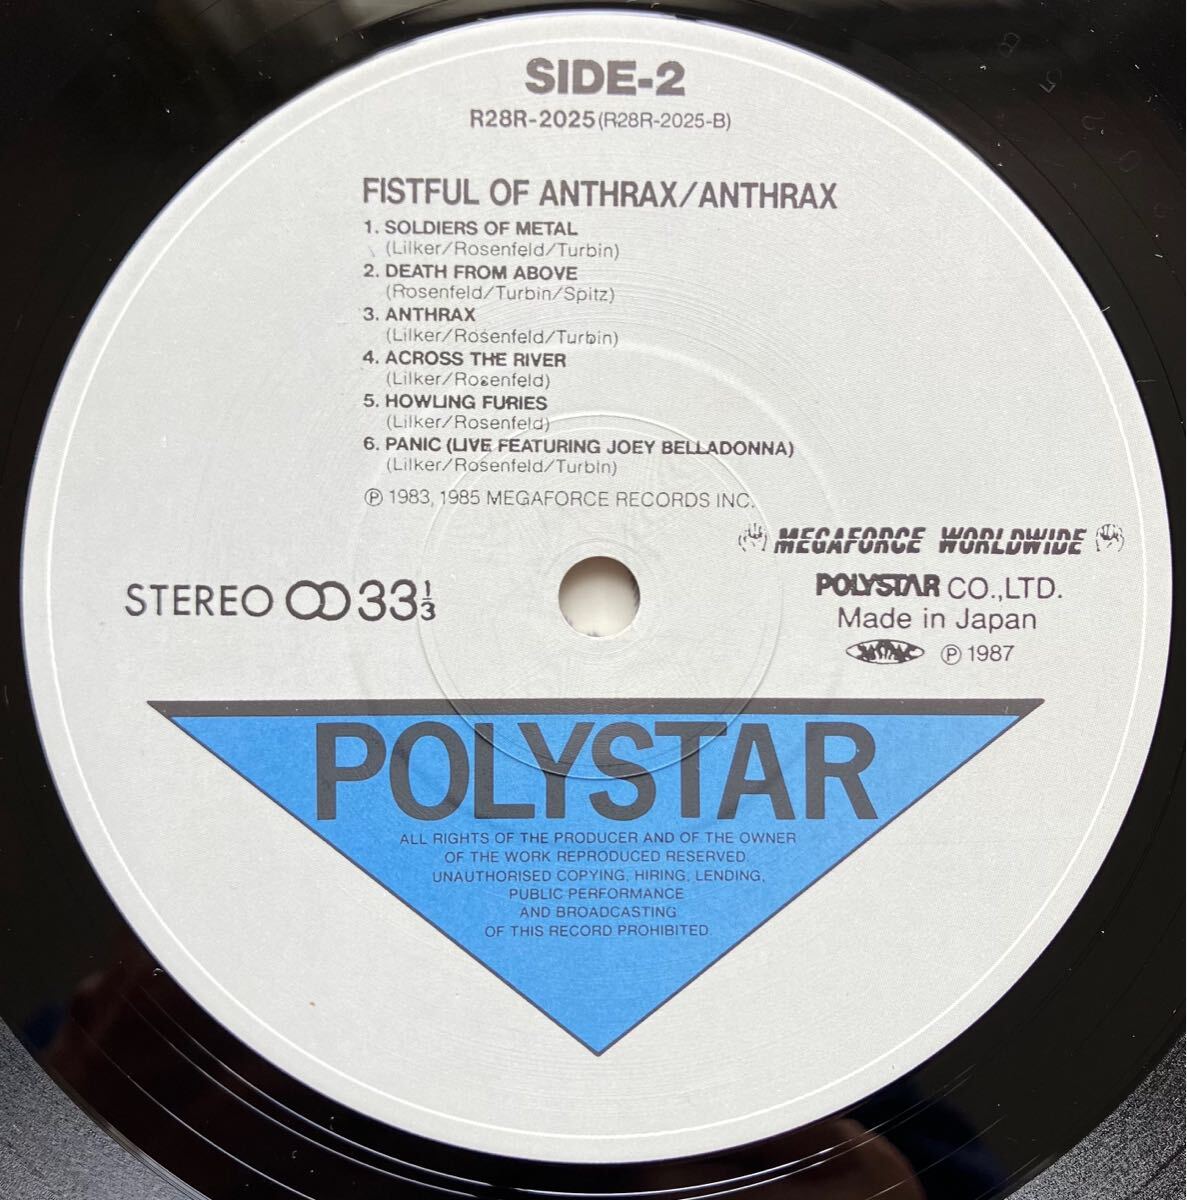 SIDE-2
R28R-2025(R28R-2025-B)
FISTFUL OF ANTHRAX/ANTHRAX
1. SOLDIERS OF METAL
(Lilker/Rosenfeld/Turbin)
2. DEATH FROM ABOVE
(Rosenfeld/Turbin/Spitz)
3. ANTHRAX
(Lilker/Rosenfeld/Turbin)
4. ACROSS THE RIVER
(Lilker/Rosenfeld)
5. HOWLING FURIES
(Lilker/Rosenfeld)
6. PANIC (LIVE FEATURING JOEY BELLADONNA)
(Lilker/Rosenfeld/Turbin)
Ⓟ 1983, 1985 MEGAFORCE RECORDS INC.
MEGAFORCE WORLDWIDE
STEREO 33 1/3
POLYSTAR CO.,LTD.
Made in Japan
Ⓟ 1987
POLYSTAR
ALL RIGHTS OF THE PRODUCER AND OF THE OWNER
OF THE WORK REPRODUCED RESERVED.
UNAUTHORISED COPYING, HIRING, LENDING,
PUBLIC PERFORMANCE
AND BROADCASTING
OF THIS RECORD PROHIBITED.